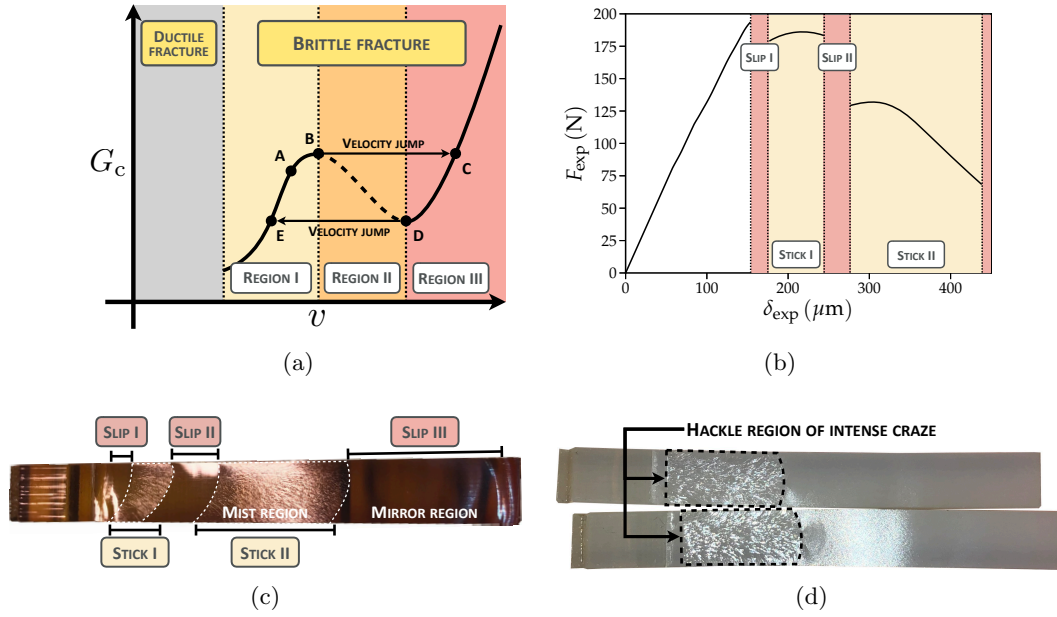 DUCTILE
FRACTURE
BRITTLE FRACTURE
G_c
B
VELOCITY JUMP
A
C
E
VELOCITY JUMP
D
REGION I
REGION II
REGION III
v
(a)
200
175
150
125
100
75
50
25
0
F_exp (N)
SLIP I
SLIP II
STICK I
STICK II
0
100
200
300
400
δ_exp (μm)
(b)
SLIP I
SLIP II
SLIP III
MIST REGION
MIRROR REGION
STICK I
STICK II
(c)
HACKLE REGION OF INTENSE CRAZE
(d)